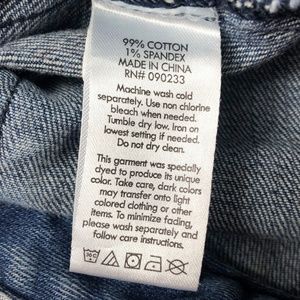 99% COTTON
1% SPANDEX
MADE IN CHINA
RN# 090233
Machine wash cold
separately. Use non chlorine
bleach when needed.
Tumble dry low. Iron on
lowest setting if needed.
Do not dry clean.
This garment was specially
dyed to produce its unique
color. Take care, dark colors
may transfer onto light
colored clothing or other
items. To minimize fading,
please wash separately and
follow care instructions.